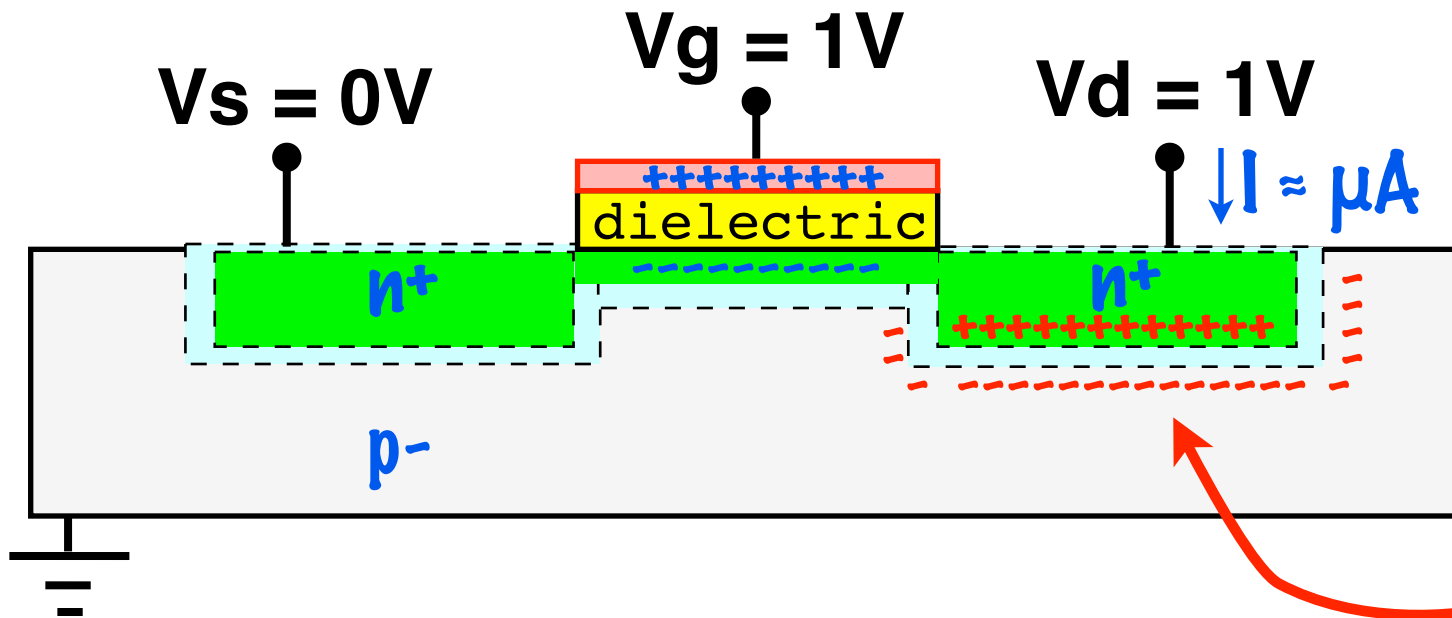 Vs = 0V
Vg = 1V
Vd = 1V
↓I ≈ µA
+++++++++
dielectric
n+
---------
n+
++++++++++++
p-